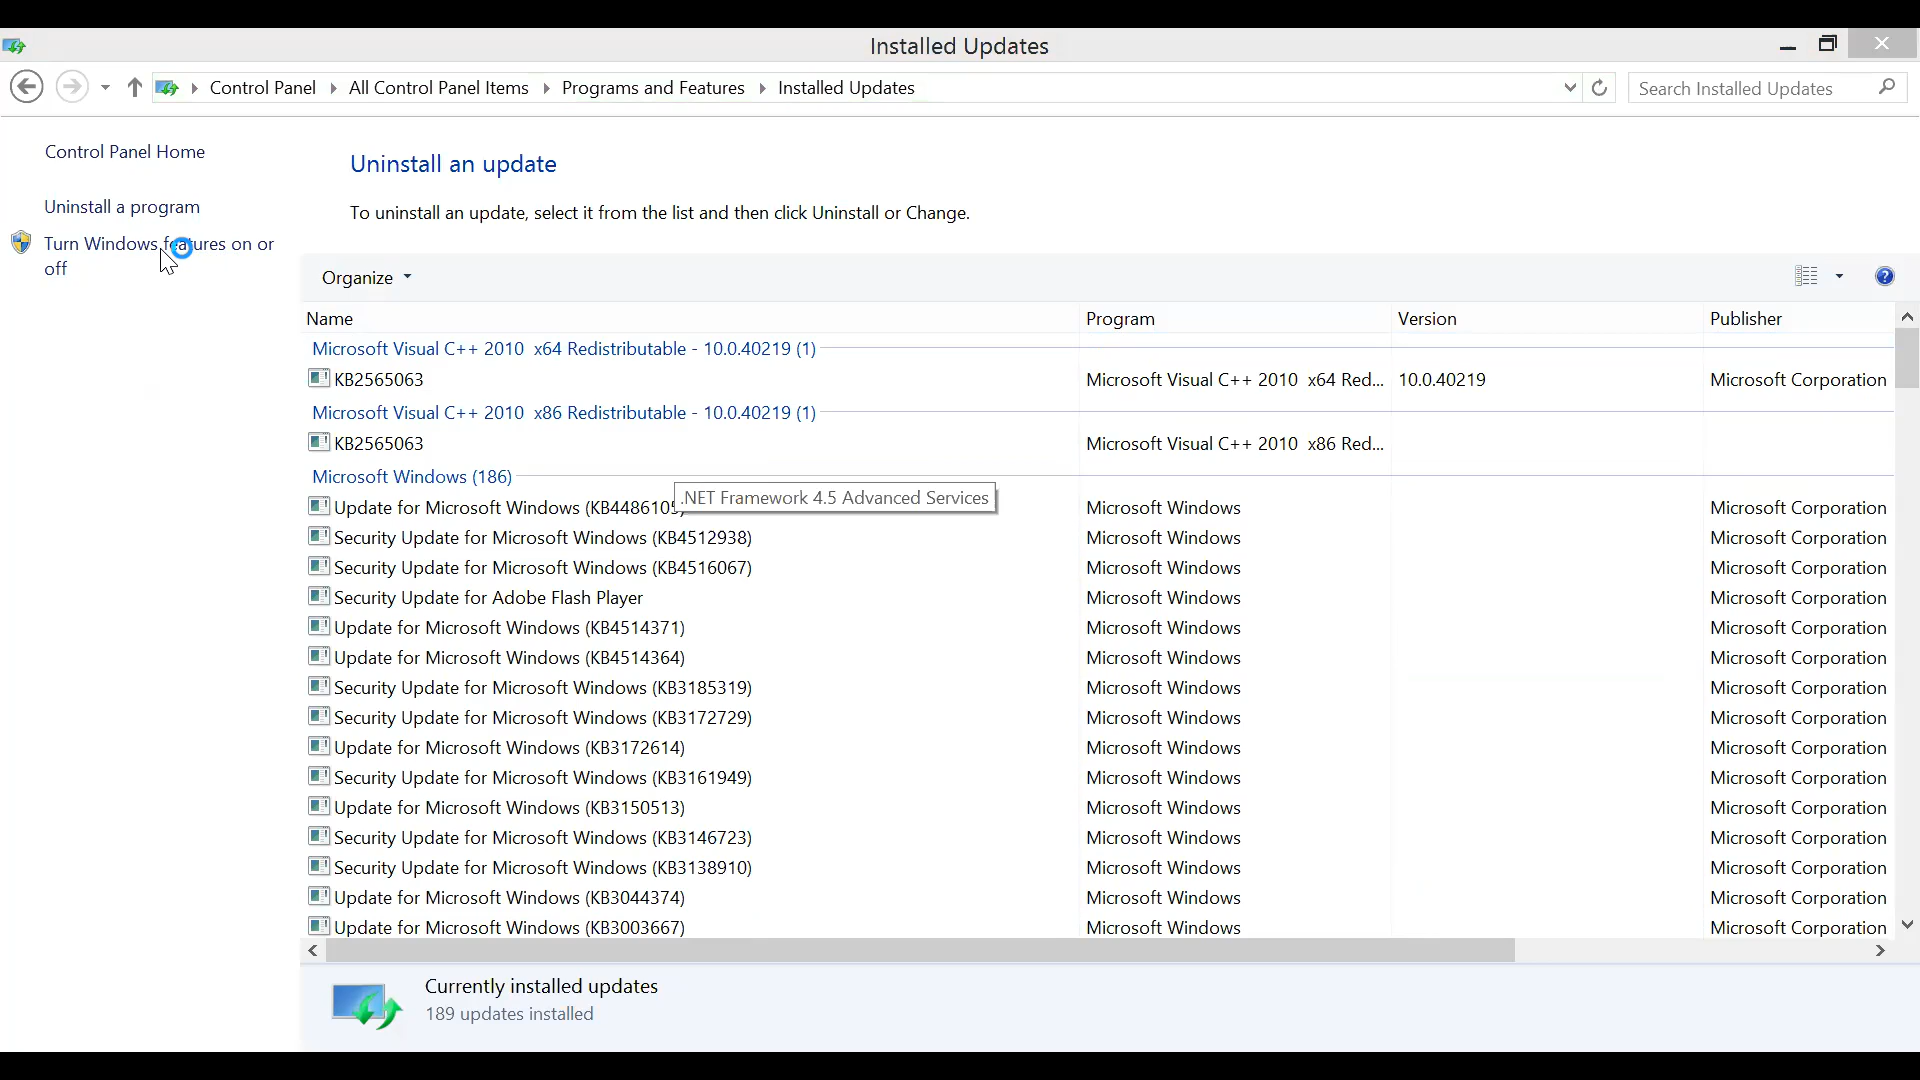 Installed Updates
Control Panel All Control Panel Items Programs and Features Installed Updates
Search Installed Updates
Control Panel Home
Uninstall a program
Turn Windows features on or
off
Uninstall an update
To uninstall an update, select it from the list and then click Uninstall or Change.
Organize
Name Program Version Publisher
Microsoft Visual C++ 2010 x64 Redistributable - 10.0.40219 (1)
KB2565063 Microsoft Visual C++ 2010 x64 Red... 10.0.40219 Microsoft Corporation
Microsoft Visual C++ 2010 x86 Redistributable - 10.0.40219 (1)
KB2565063 Microsoft Visual C++ 2010 x86 Red...
Microsoft Windows (186)
.NET Framework 4.5 Advanced Services
Update for Microsoft Windows (KB4486105) Microsoft Windows Microsoft Corporation
Security Update for Microsoft Windows (KB4512938) Microsoft Windows Microsoft Corporation
Security Update for Microsoft Windows (KB4516067) Microsoft Windows Microsoft Corporation
Security Update for Adobe Flash Player Microsoft Windows Microsoft Corporation
Update for Microsoft Windows (KB4514371) Microsoft Windows Microsoft Corporation
Update for Microsoft Windows (KB4514364) Microsoft Windows Microsoft Corporation
Security Update for Microsoft Windows (KB3185319) Microsoft Windows Microsoft Corporation
Security Update for Microsoft Windows (KB3172729) Microsoft Windows Microsoft Corporation
Update for Microsoft Windows (KB3172614) Microsoft Windows Microsoft Corporation
Security Update for Microsoft Windows (KB3161949) Microsoft Windows Microsoft Corporation
Update for Microsoft Windows (KB3150513) Microsoft Windows Microsoft Corporation
Security Update for Microsoft Windows (KB3146723) Microsoft Windows Microsoft Corporation
Security Update for Microsoft Windows (KB3138910) Microsoft Windows Microsoft Corporation
Update for Microsoft Windows (KB3044374) Microsoft Windows Microsoft Corporation
Update for Microsoft Windows (KB3003667) Microsoft Windows Microsoft Corporation
Currently installed updates
189 updates installed